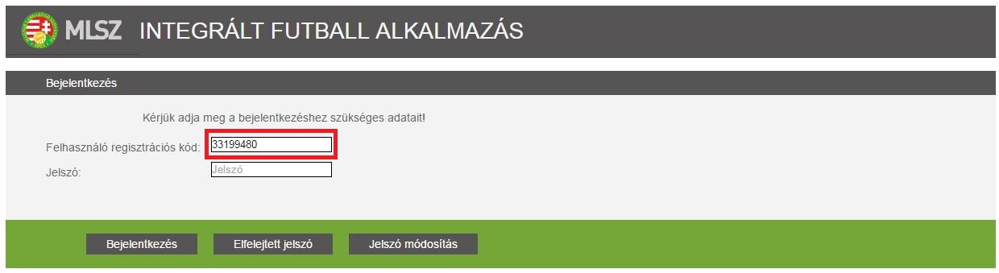 MLSZ INTEGRÁLT FUTBALL ALKALMAZÁS
Bejelentkezés
Kérjük adja meg a bejelentkezéshez szükséges adatait!
Felhasználó regisztrációs kód: 33199480
Jelszó: Jelszó
Bejelentkezés Elfelejtett jelszó Jelszó módosítás